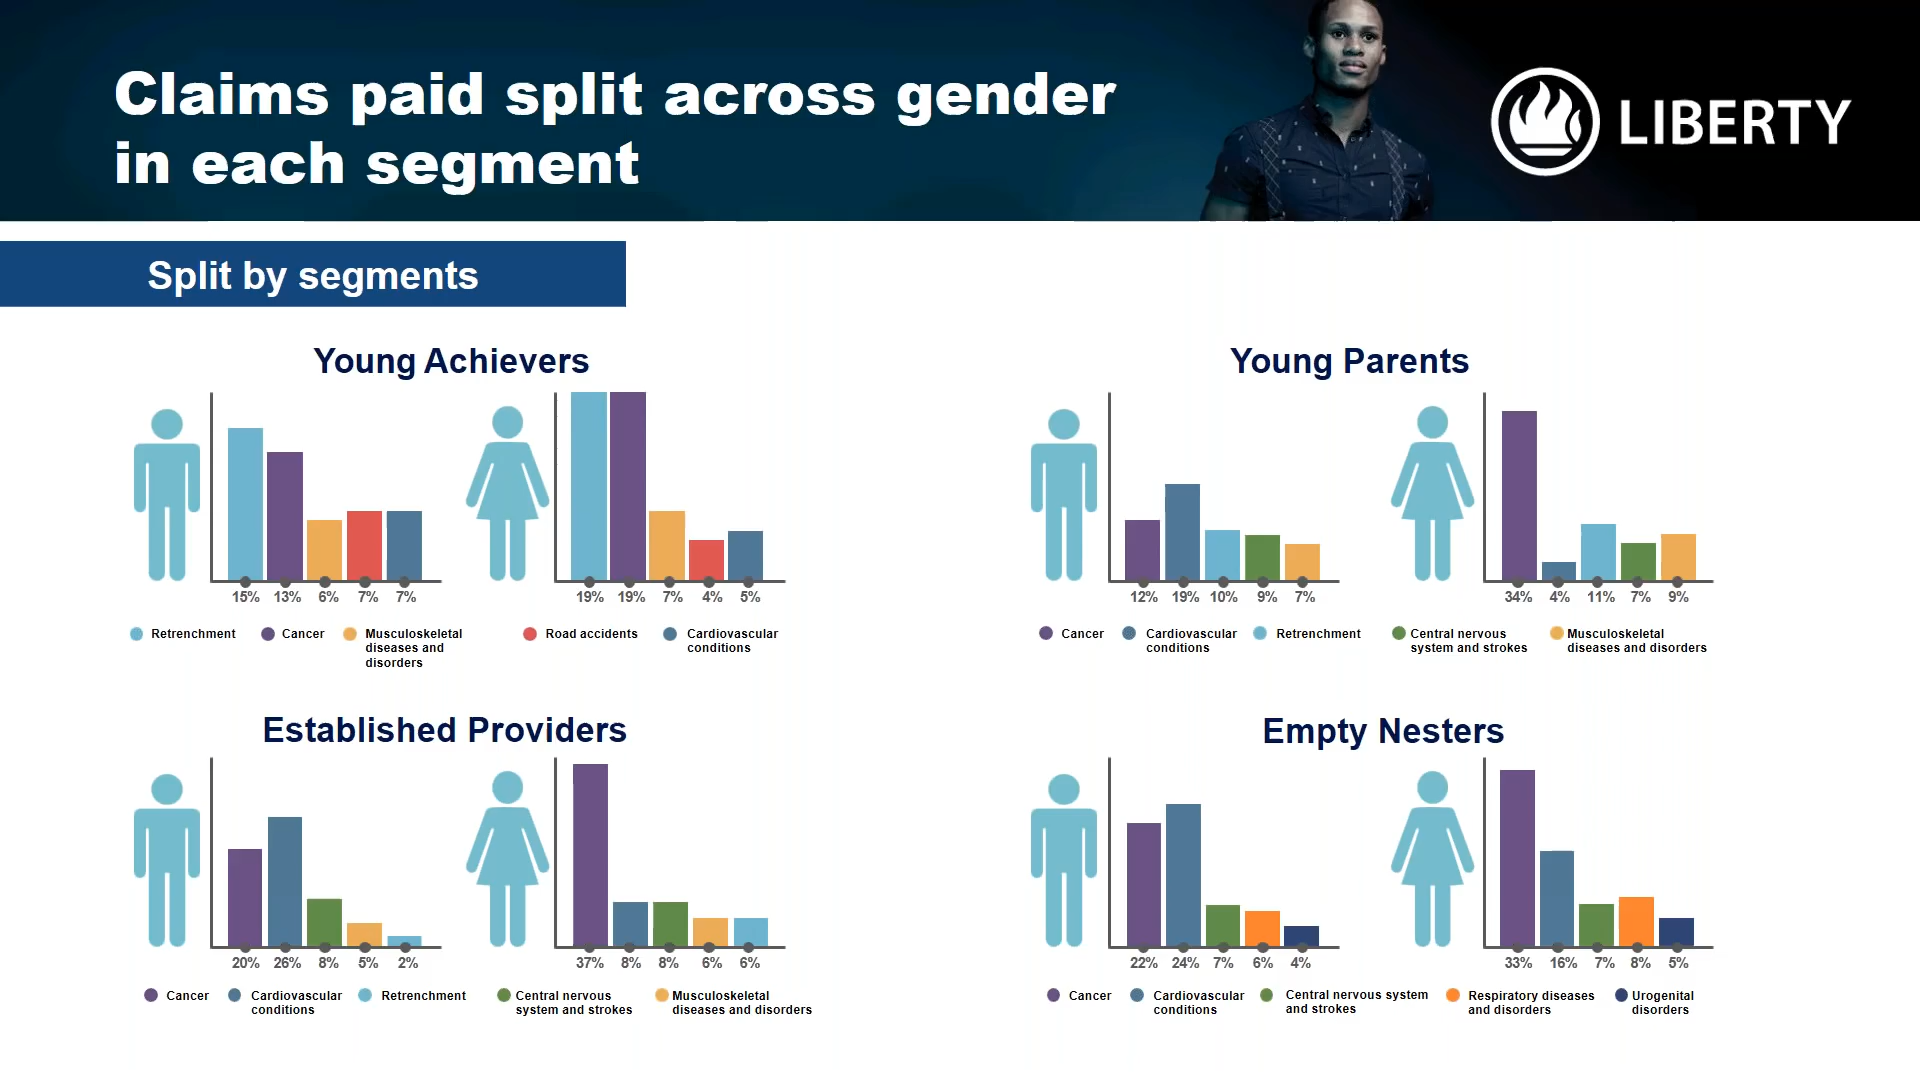 Claims paid split across gender
in each segment
LIBERTY
Split by segments
Young Achievers
15% 13% 6% 7% 7%
19% 19% 7% 4% 5%
Retrenchment
Cancer
Musculoskeletal
diseases and
disorders
Road accidents
Cardiovascular
conditions
Young Parents
12% 19% 10% 9% 7%
34% 4% 11% 7% 9%
Cancer
Cardiovascular
conditions
Retrenchment
Central nervous
system and strokes
Musculoskeletal
diseases and disorders
Established Providers
20% 26% 8% 5% 2%
37% 8% 8% 6% 6%
Cancer
Cardiovascular
conditions
Retrenchment
Central nervous
system and strokes
Musculoskeletal
diseases and disorders
Empty Nesters
22% 24% 7% 6% 4%
33% 16% 7% 8% 5%
Cancer
Cardiovascular
conditions
Central nervous system
and strokes
Respiratory diseases
and disorders
Urogenital
disorders